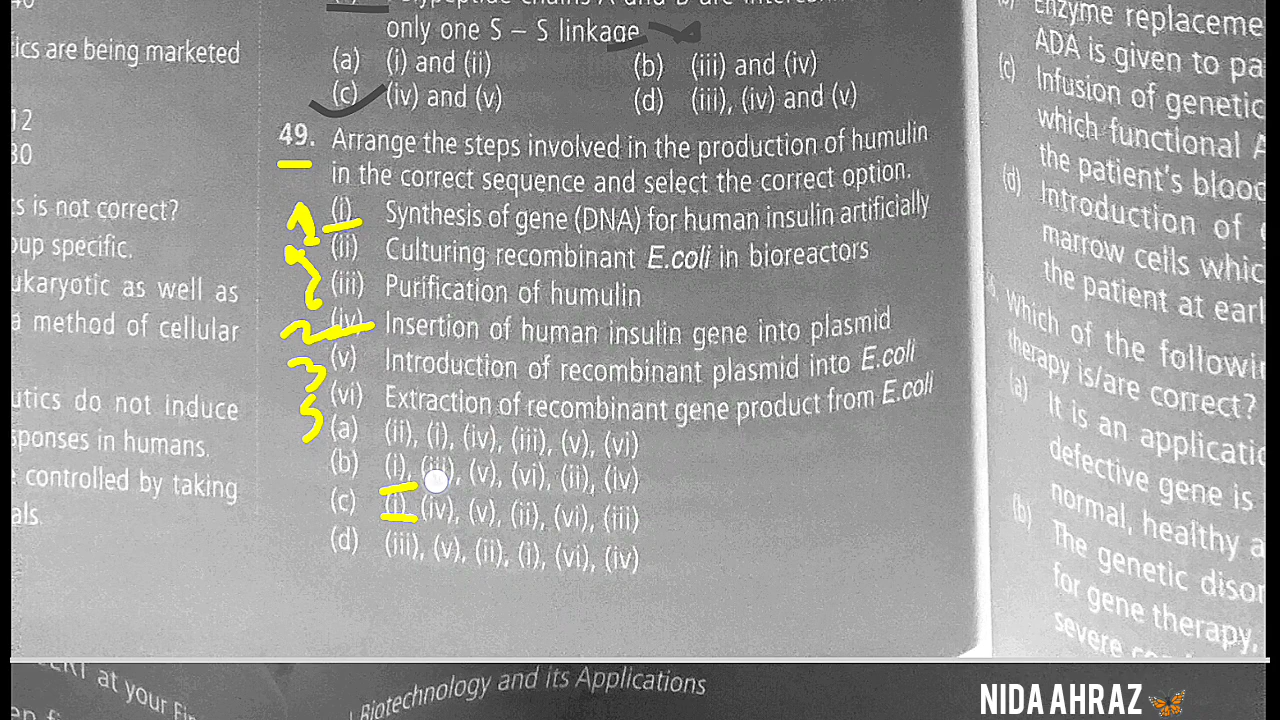 ics are being marketed
12
30
s is not correct?
oup specific.
ukaryotic as well as
a method of cellular
utics do not induce
sponses in humans.
controlled by taking
als.
only one S – S linkage
(a) (i) and (ii) (b) (iii) and (iv)
(c) (iv) and (v) (d) (iii), (iv) and (v)
49. Arrange the steps involved in the production of humulin
in the correct sequence and select the correct option.
(i) Synthesis of gene (DNA) for human insulin artificially
(ii) Culturing recombinant E.coli in bioreactors
(iii) Purification of humulin
(iv) Insertion of human insulin gene into plasmid
(v) Introduction of recombinant plasmid into E.coli
(vi) Extraction of recombinant gene product from E.coli
(a) (ii), (i), (iv), (iii), (v), (vi)
(b) (i), (iii), (v), (vi), (ii), (iv)
(c) (i), (iv), (v), (ii), (vi), (iii)
(d) (iii), (v), (ii), (i), (vi), (iv)
Enzyme replaceme
ADA is given to pa
(c) Infusion of genetic
which functional A
the patient's blood
(d) Introduction of g
marrow cells whic
the patient at earl
Which of the followin
therapy is/are correct?
(a) It is an applicatio
defective gene is
normal, healthy a
(b) The genetic disor
for gene therapy,
severe
at your Fin
Biotechnology and its Applications
NIDA AHRAZ